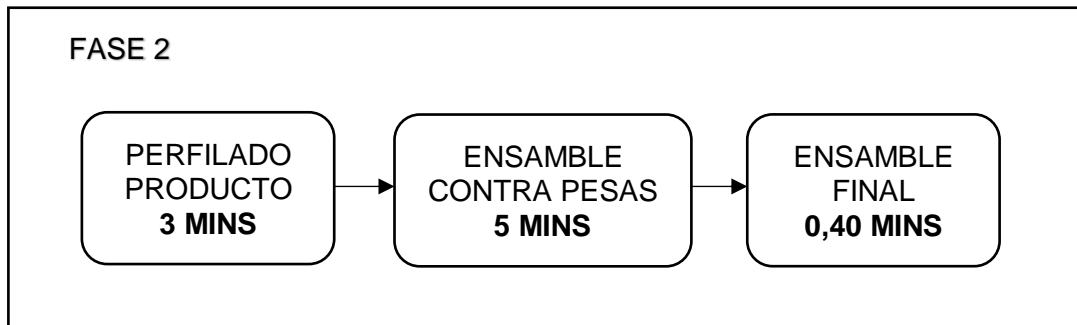 FASE 2
PERFILADO
PRODUCTO
3 MINS
ENSAMBLE
CONTRA PESAS
5 MINS
ENSAMBLE
FINAL
0,40 MINS